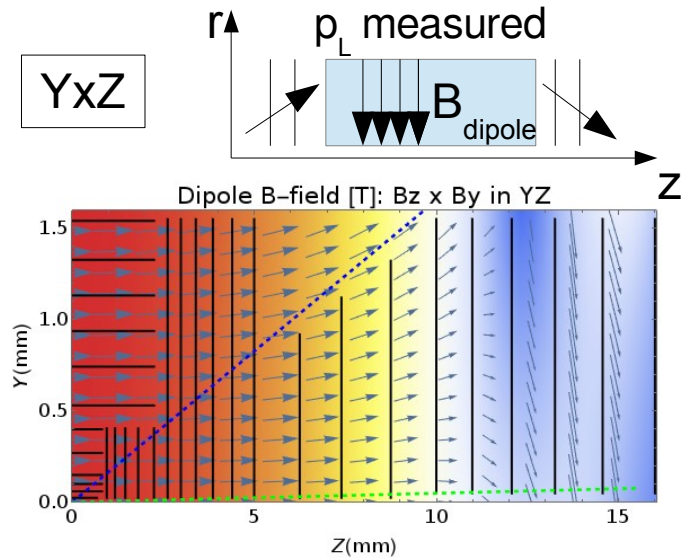 YxZ
r
p_L measured
B_dipole
z
Dipole B–field [T]: Bz x By in YZ
1.5
1.0
0.5
0.0
Y(mm)
0
5
10
15
Z(mm)